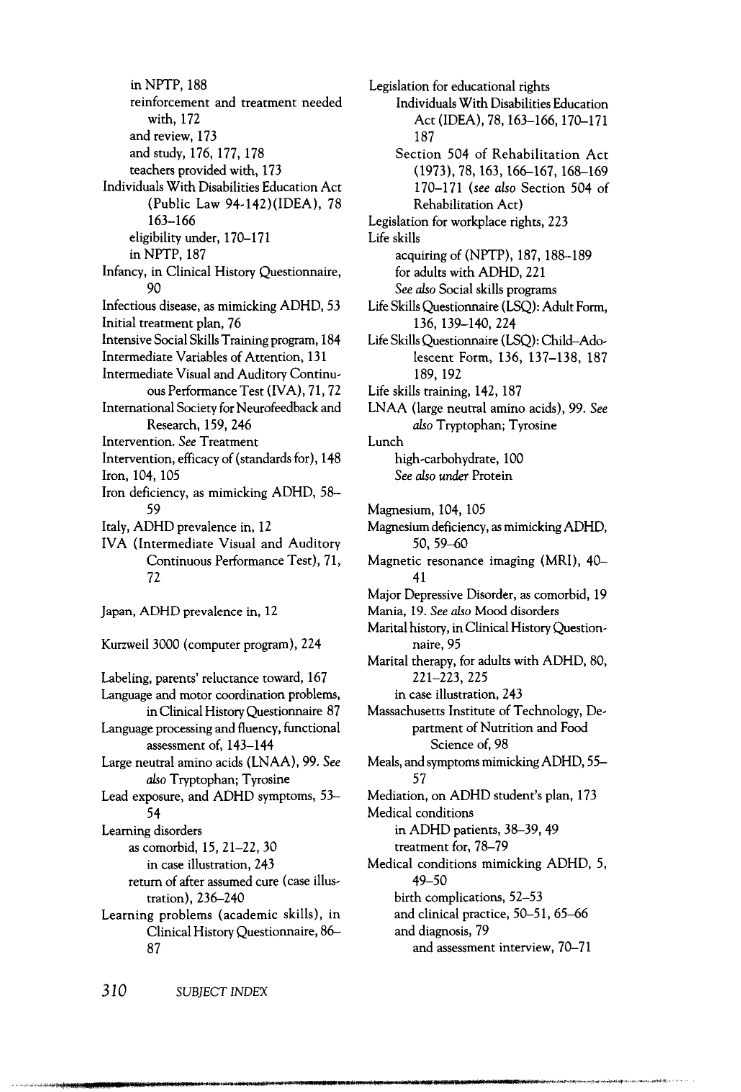 in NPTP, 188
reinforcement and treatment needed
with, 172
and review, 173
and study, 176, 177, 178
teachers provided with, 173
Individuals With Disabilities Education Act
(Public Law 94-142)(IDEA), 78
163–166
eligibility under, 170–171
in NPTP, 187
Infancy, in Clinical History Questionnaire,
90
Infectious disease, as mimicking ADHD, 53
Initial treatment plan, 76
Intensive Social Skills Training program, 184
Intermediate Variables of Attention, 131
Intermediate Visual and Auditory Continu-
ous Performance Test (IVA), 71, 72
International Society for Neurofeedback and
Research, 159, 246
Intervention. See Treatment
Intervention, efficacy of (standards for), 148
Iron, 104, 105
Iron deficiency, as mimicking ADHD, 58–
59
Italy, ADHD prevalence in, 12
IVA (Intermediate Visual and Auditory
Continuous Performance Test), 71,
72
Japan, ADHD prevalence in, 12
Kurzweil 3000 (computer program), 224
Labeling, parents' reluctance toward, 167
Language and motor coordination problems,
in Clinical History Questionnaire 87
Language processing and fluency, functional
assessment of, 143–144
Large neutral amino acids (LNAA), 99. See
also Tryptophan; Tyrosine
Lead exposure, and ADHD symptoms, 53–
54
Learning disorders
as comorbid, 15, 21–22, 30
in case illustration, 243
return of after assumed cure (case illus-
tration), 236–240
Learning problems (academic skills), in
Clinical History Questionnaire, 86–
87
Legislation for educational rights
Individuals With Disabilities Education
Act (IDEA), 78, 163–166, 170–171
187
Section 504 of Rehabilitation Act
(1973), 78, 163, 166–167, 168–169
170–171 (see also Section 504 of
Rehabilitation Act)
Legislation for workplace rights, 223
Life skills
acquiring of (NPTP), 187, 188–189
for adults with ADHD, 221
See also Social skills programs
Life Skills Questionnaire (LSQ): Adult Form,
136, 139–140, 224
Life Skills Questionnaire (LSQ): Child–Ado-
lescent Form, 136, 137–138, 187
189, 192
Life skills training, 142, 187
LNAA (large neutral amino acids), 99. See
also Tryptophan; Tyrosine
Lunch
high-carbohydrate, 100
See also under Protein
Magnesium, 104, 105
Magnesium deficiency, as mimicking ADHD,
50, 59–60
Magnetic resonance imaging (MRI), 40–
41
Major Depressive Disorder, as comorbid, 19
Mania, 19. See also Mood disorders
Marital history, in Clinical History Question-
naire, 95
Marital therapy, for adults with ADHD, 80,
221–223, 225
in case illustration, 243
Massachusetts Institute of Technology, De-
partment of Nutrition and Food
Science of, 98
Meals, and symptoms mimicking ADHD, 55–
57
Mediation, on ADHD student's plan, 173
Medical conditions
in ADHD patients, 38–39, 49
treatment for, 78–79
Medical conditions mimicking ADHD, 5,
49–50
birth complications, 52–53
and clinical practice, 50–51, 65–66
and diagnosis, 79
and assessment interview, 70–71
310 SUBJECT INDEX